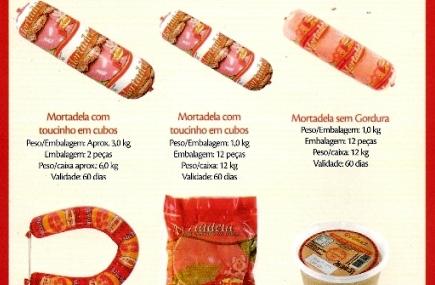 Mortadela com
toucinho em cubos
Peso/Embalagem: Aprox. 3,0 kg
Embalagem: 2 peças
Peso/caixa aprox.: 6,0 kg
Validade: 60 dias
Mortadela com
toucinho em cubos
Peso/Embalagem: 1,0 kg
Embalagem: 12 peças
Peso/caixa: 12 kg
Validade: 60 dias
Mortadela sem Gordura
Peso/Embalagem: 1,0 kg
Embalagem: 12 peças
Peso/caixa: 12 kg
Validade: 60 dias